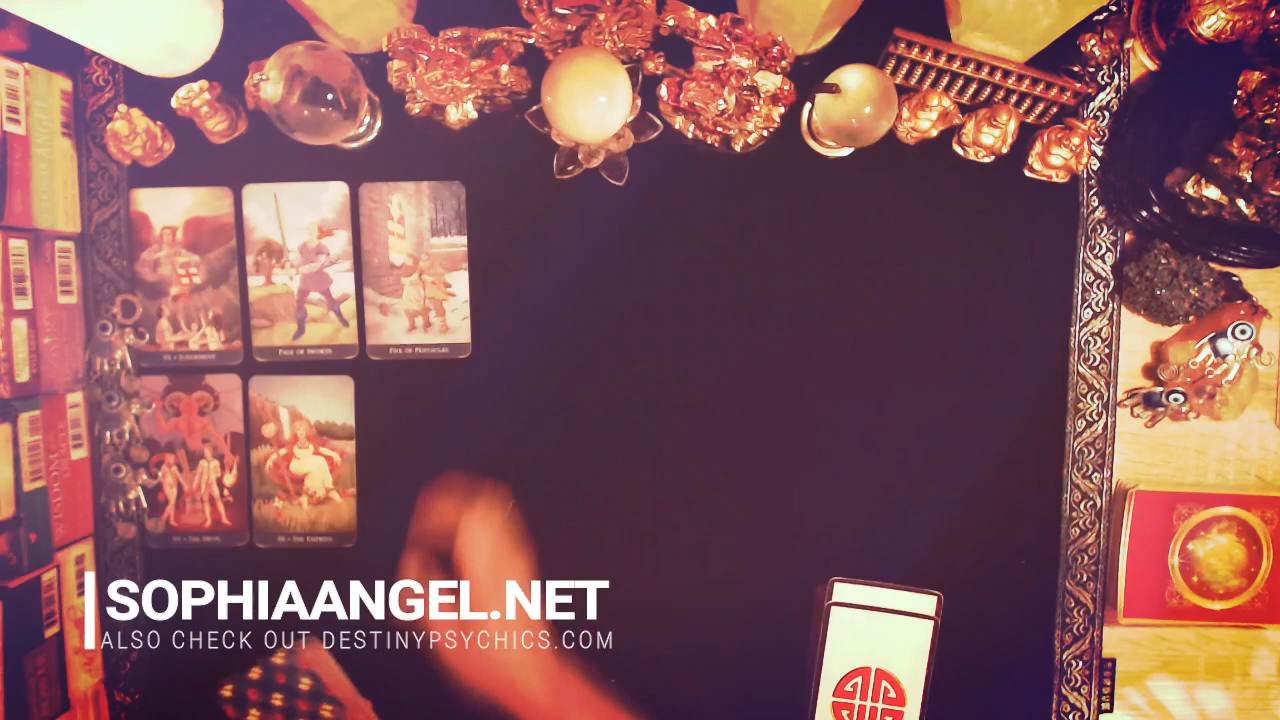 XX • JUDGEMENT
PAGE OF SWORDS
FIVE OF PENTACLES
XV • THE DEVIL
III • THE EMPRESS
WISDOM
SOPHIAANGEL.NET
ALSO CHECK OUT DESTINYPSYCHICS.COM